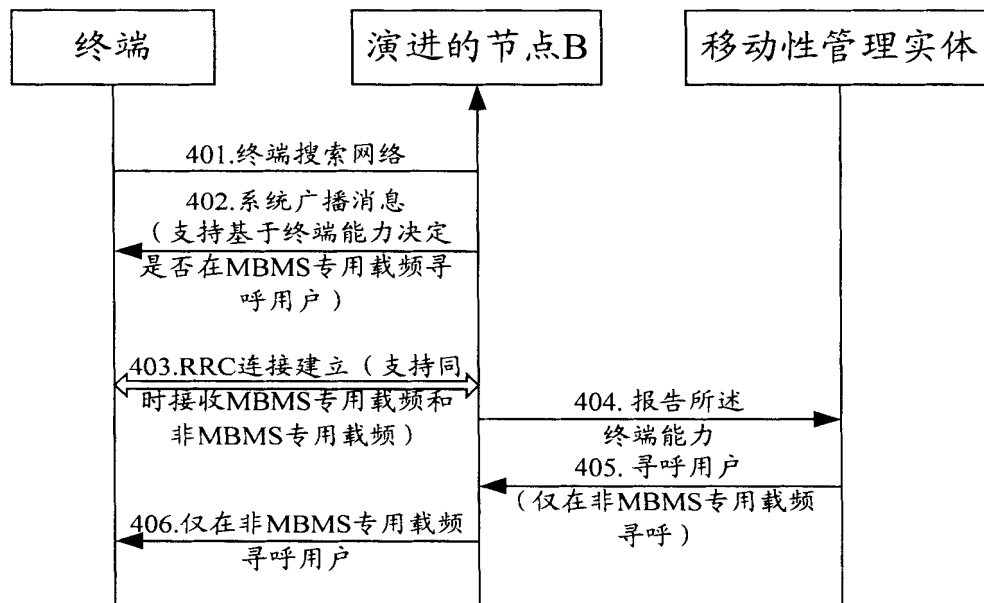 终端
演进的节点B
移动性管理实体
401.终端搜索网络
402.系统广播消息
（支持基于终端能力决定
是否在MBMS专用载频寻
呼用户）
403.RRC连接建立（支持同
时接收MBMS专用载频和
非MBMS专用载频）
404. 报告所述
终端能力
405. 寻呼用户
（仅在非MBMS专用载频
寻呼）
406.仅在非MBMS专用载频
寻呼用户